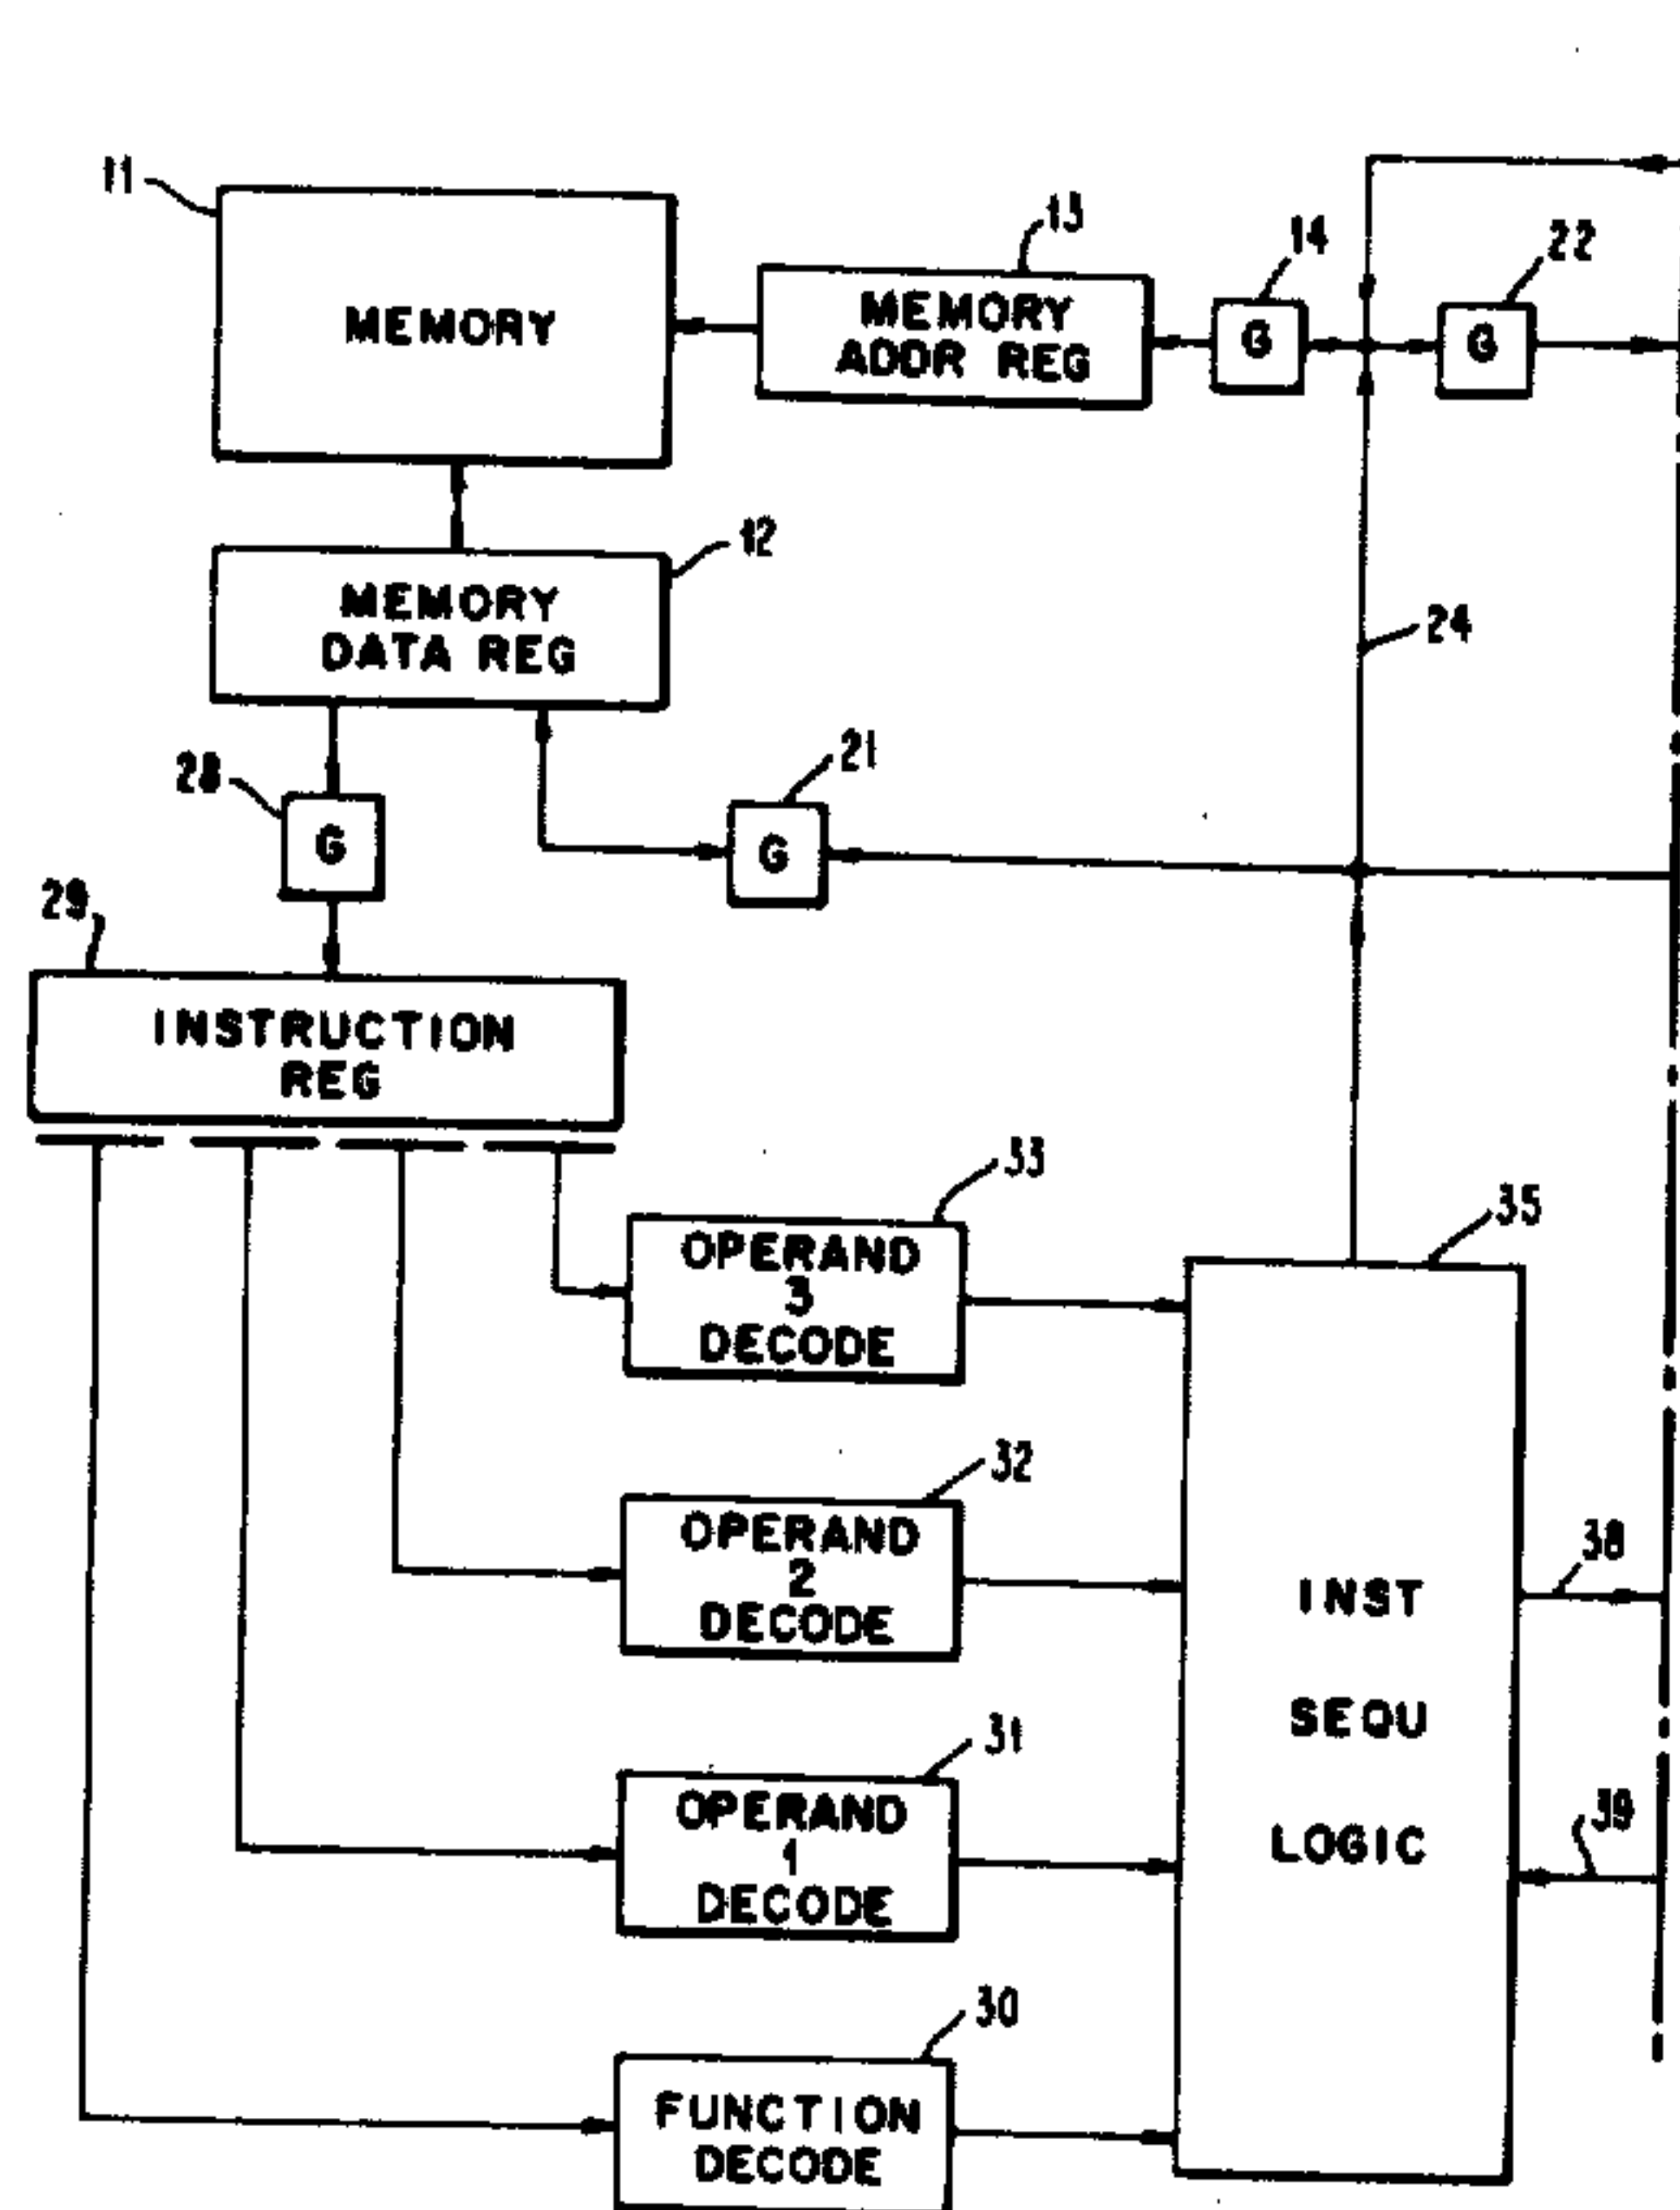 11
13
14
22
MEMORY
MEMORY
ADDR REG
G
G
12
MEMORY
DATA REG
24
28
21
G
G
29
INSTRUCTION
REG
33
35
OPERAND
3
DECODE
32
OPERAND
2
DECODE
38
INST
SEQU
LOGIC
31
OPERAND
1
DECODE
39
30
FUNCTION
DECODE